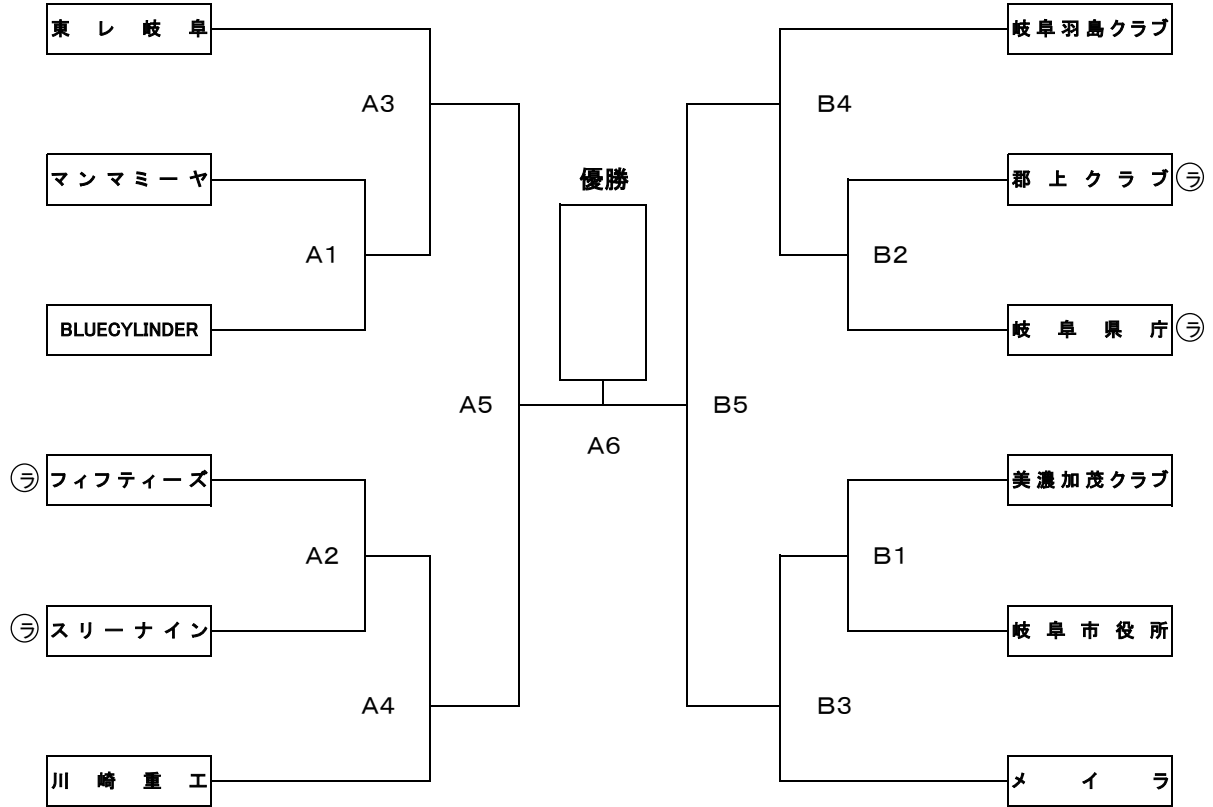 東レ岐阜
岐阜羽島クラブ
A3
B4
マンマミーヤ
優勝
郡上クラブ ㋶
A1
B2
BLUECYLINDER
岐阜県庁 ㋶
A5
B5
A6
㋶ フィフティーズ
美濃加茂クラブ
A2
B1
㋶ スリーナイン
岐阜市役所
A4
B3
川崎重工
メイラ